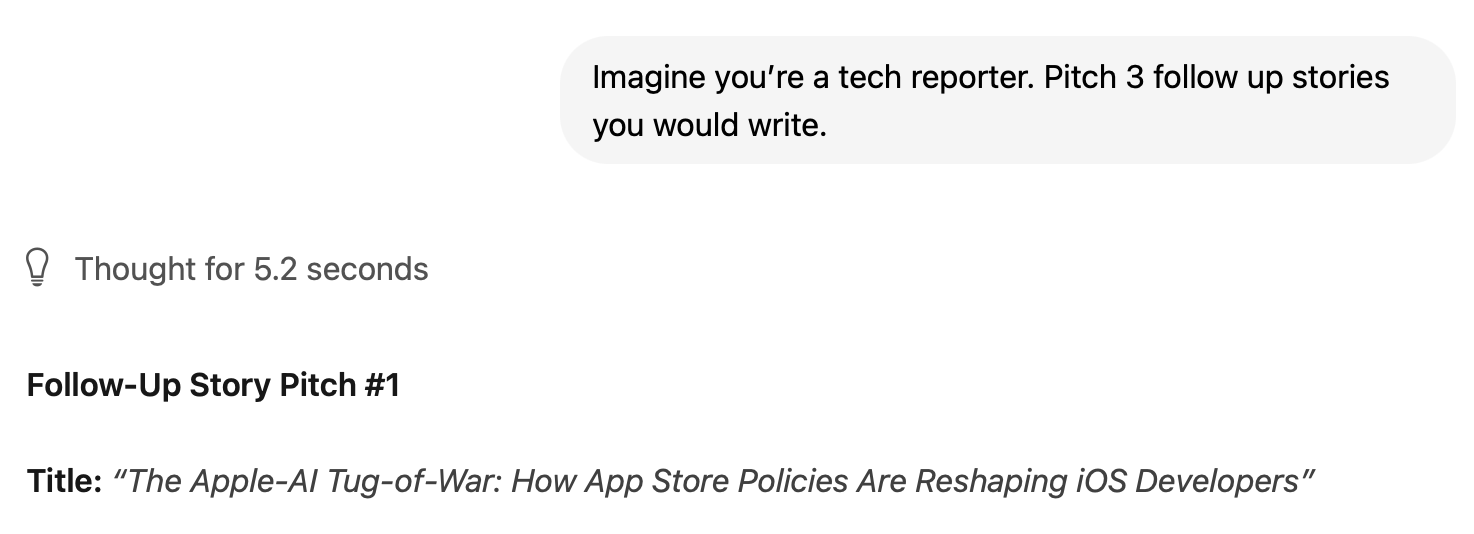 Imagine you’re a tech reporter. Pitch 3 follow up stories
you would write.
Thought for 5.2 seconds
Follow-Up Story Pitch #1
Title: “The Apple-AI Tug-of-War: How App Store Policies Are Reshaping iOS Developers”